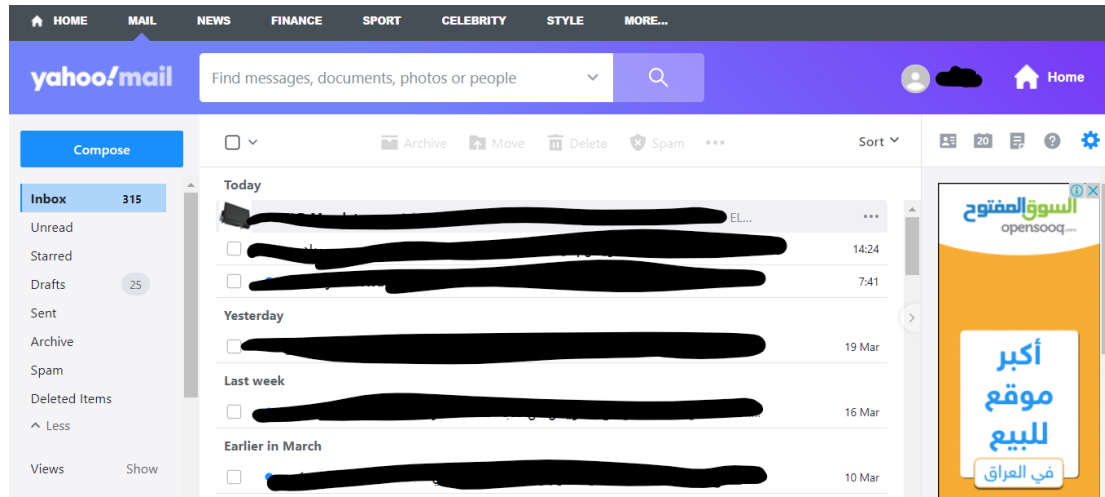 HOME MAIL NEWS FINANCE SPORT CELEBRITY STYLE MORE...
yahoo!mail Find messages, documents, photos or people Home
Compose Archive Move Delete Spam ••• Sort 20
Inbox 315
Unread
Starred
Drafts 25
Sent
Archive
Spam
Deleted Items
Less
Views Show
Today
EL... •••
14:24
7:41
Yesterday
19 Mar
Last week
16 Mar
Earlier in March
10 Mar
السوق المفتوح
opensooq.com
أكبر
موقع
للبيع
في العراق